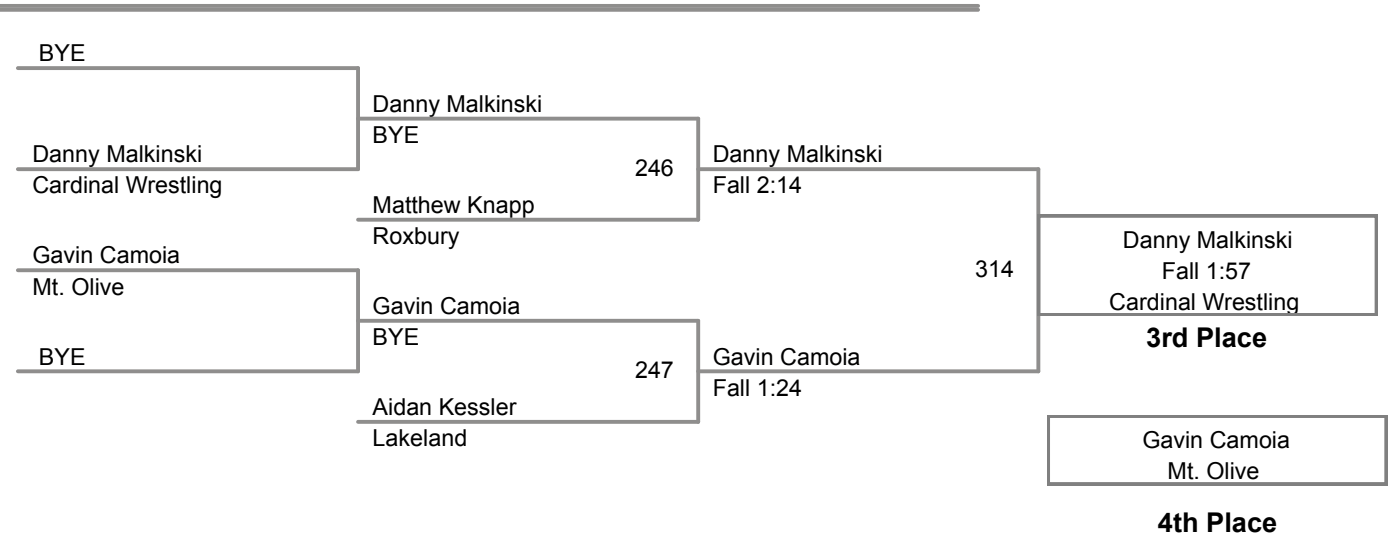 BYE
Danny Malkinski
Cardinal Wrestling
Gavin Camoia
Mt. Olive
BYE
Danny Malkinski
BYE
246
Matthew Knapp
Roxbury
Gavin Camoia
BYE
247
Aidan Kessler
Lakeland
Danny Malkinski
Fall 2:14
314
Gavin Camoia
Fall 1:24
Danny Malkinski
Fall 1:57
Cardinal Wrestling
3rd Place
Gavin Camoia
Mt. Olive
4th Place